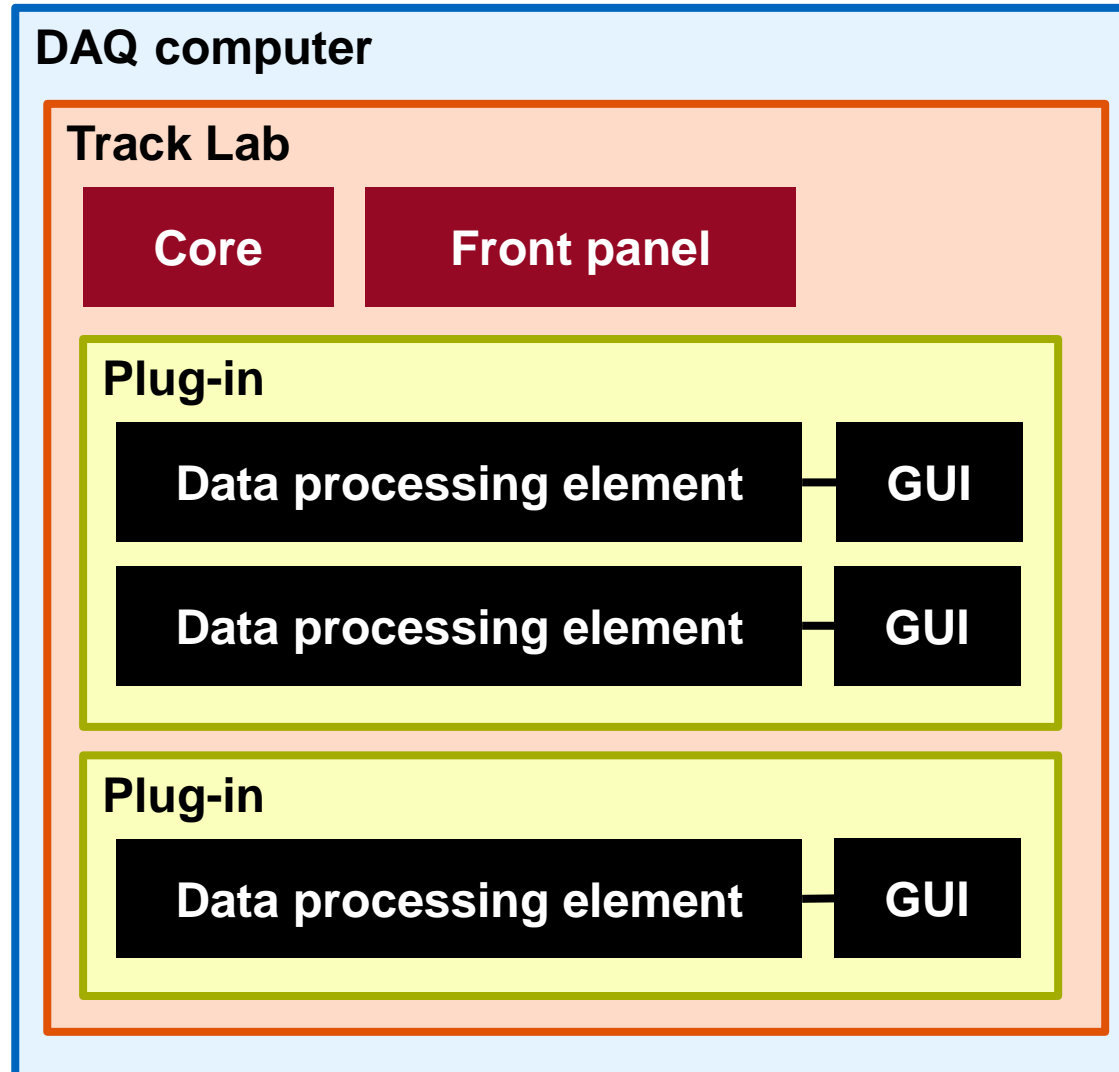 DAQ computer
Track Lab
Core
Front panel
Plug-in
Data processing element
GUI
Data processing element
GUI
Plug-in
Data processing element
GUI